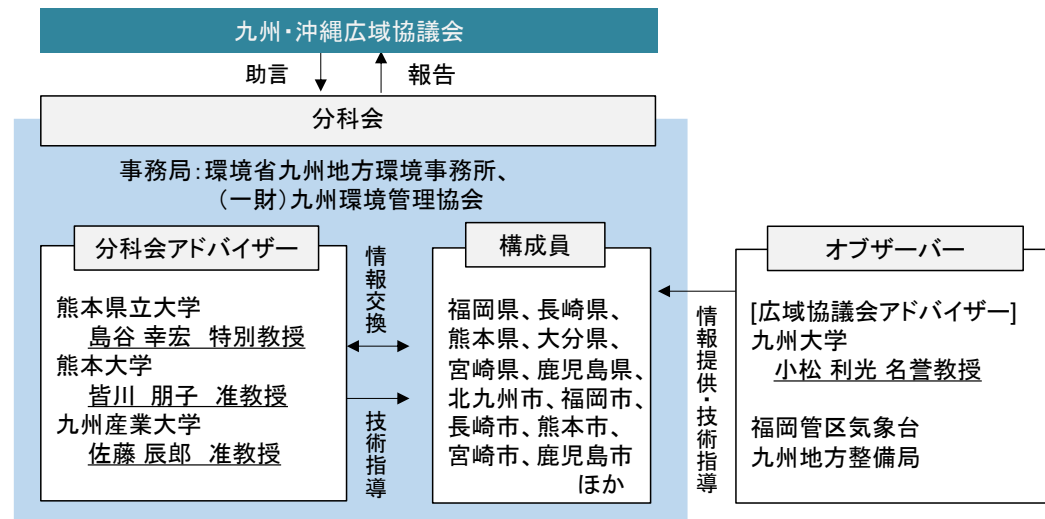 九州・沖縄広域協議会
助言
報告
分科会
事務局:環境省九州地方環境事務所、
(一財)九州環境管理協会
分科会アドバイザー
熊本県立大学
島谷 幸宏 特別教授
熊本大学
皆川 朋子 准教授
九州産業大学
佐藤 辰郎 准教授
情報交換
技術指導
構成員
福岡県、長崎県、
熊本県、大分県、
宮崎県、鹿児島県、
北九州市、福岡市、
長崎市、熊本市、
宮崎市、鹿児島市
ほか
情報提供・技術指導
オブザーバー
[広域協議会アドバイザー]
九州大学
小松 利光 名誉教授
福岡管区気象台
九州地方整備局